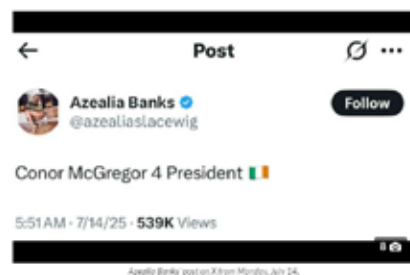 Post
Azealia Banks
@azealiaslacewig
Follow
Conor McGregor 4 President 🇮🇪
5:51 AM · 7/14/25 · 539K Views
Azealia Banks' post on X from Monday, July 14.